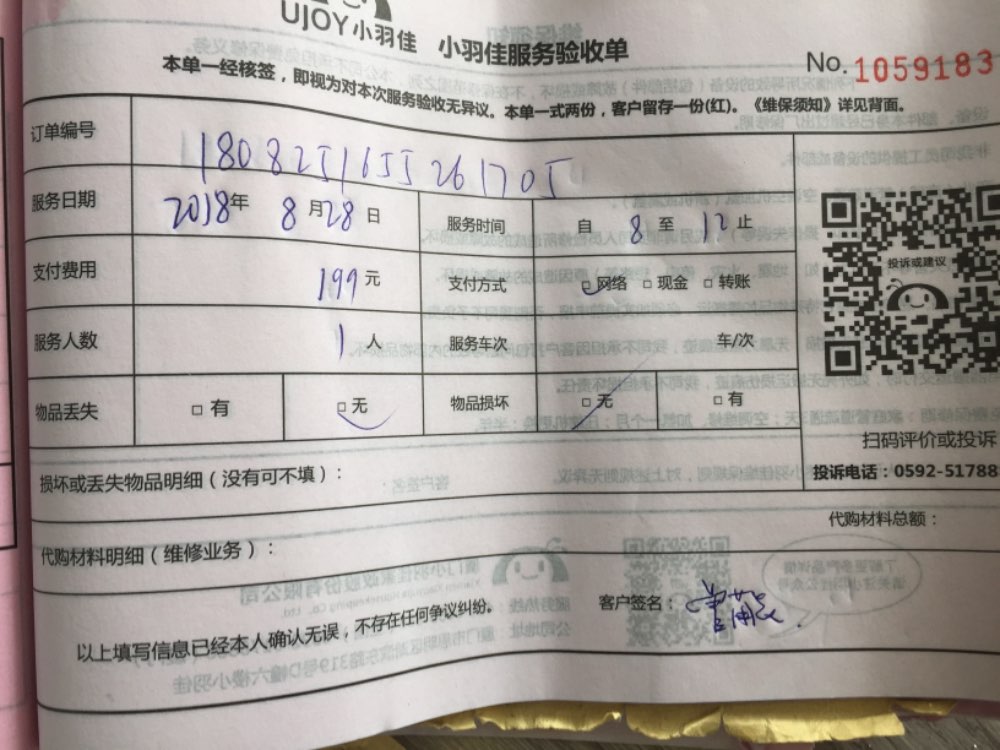 UJOY小羽佳 小羽佳服务验收单
No. 1059183
本单一经核签，即视为对本次服务验收无异议。本单一式两份，客户留存一份(红)。《维保须知》详见背面。
订单编号 1808251655261705
服务日期 2018年 8月28日 服务时间 自 8 至 12 止
投诉或建议
支付费用 199元 支付方式 □网络 □现金 □转账
服务人数 1 人 服务车次 车/次
物品丢失 □有 □无 物品损坏 □无 □有
扫码评价或投诉
损坏或丢失物品明细（没有可不填）：
投诉电话：0592-51788
代购材料总额：
代购材料明细（维修业务）：
客户签名：
以上填写信息已经本人确认无误，不存在任何争议纠纷。